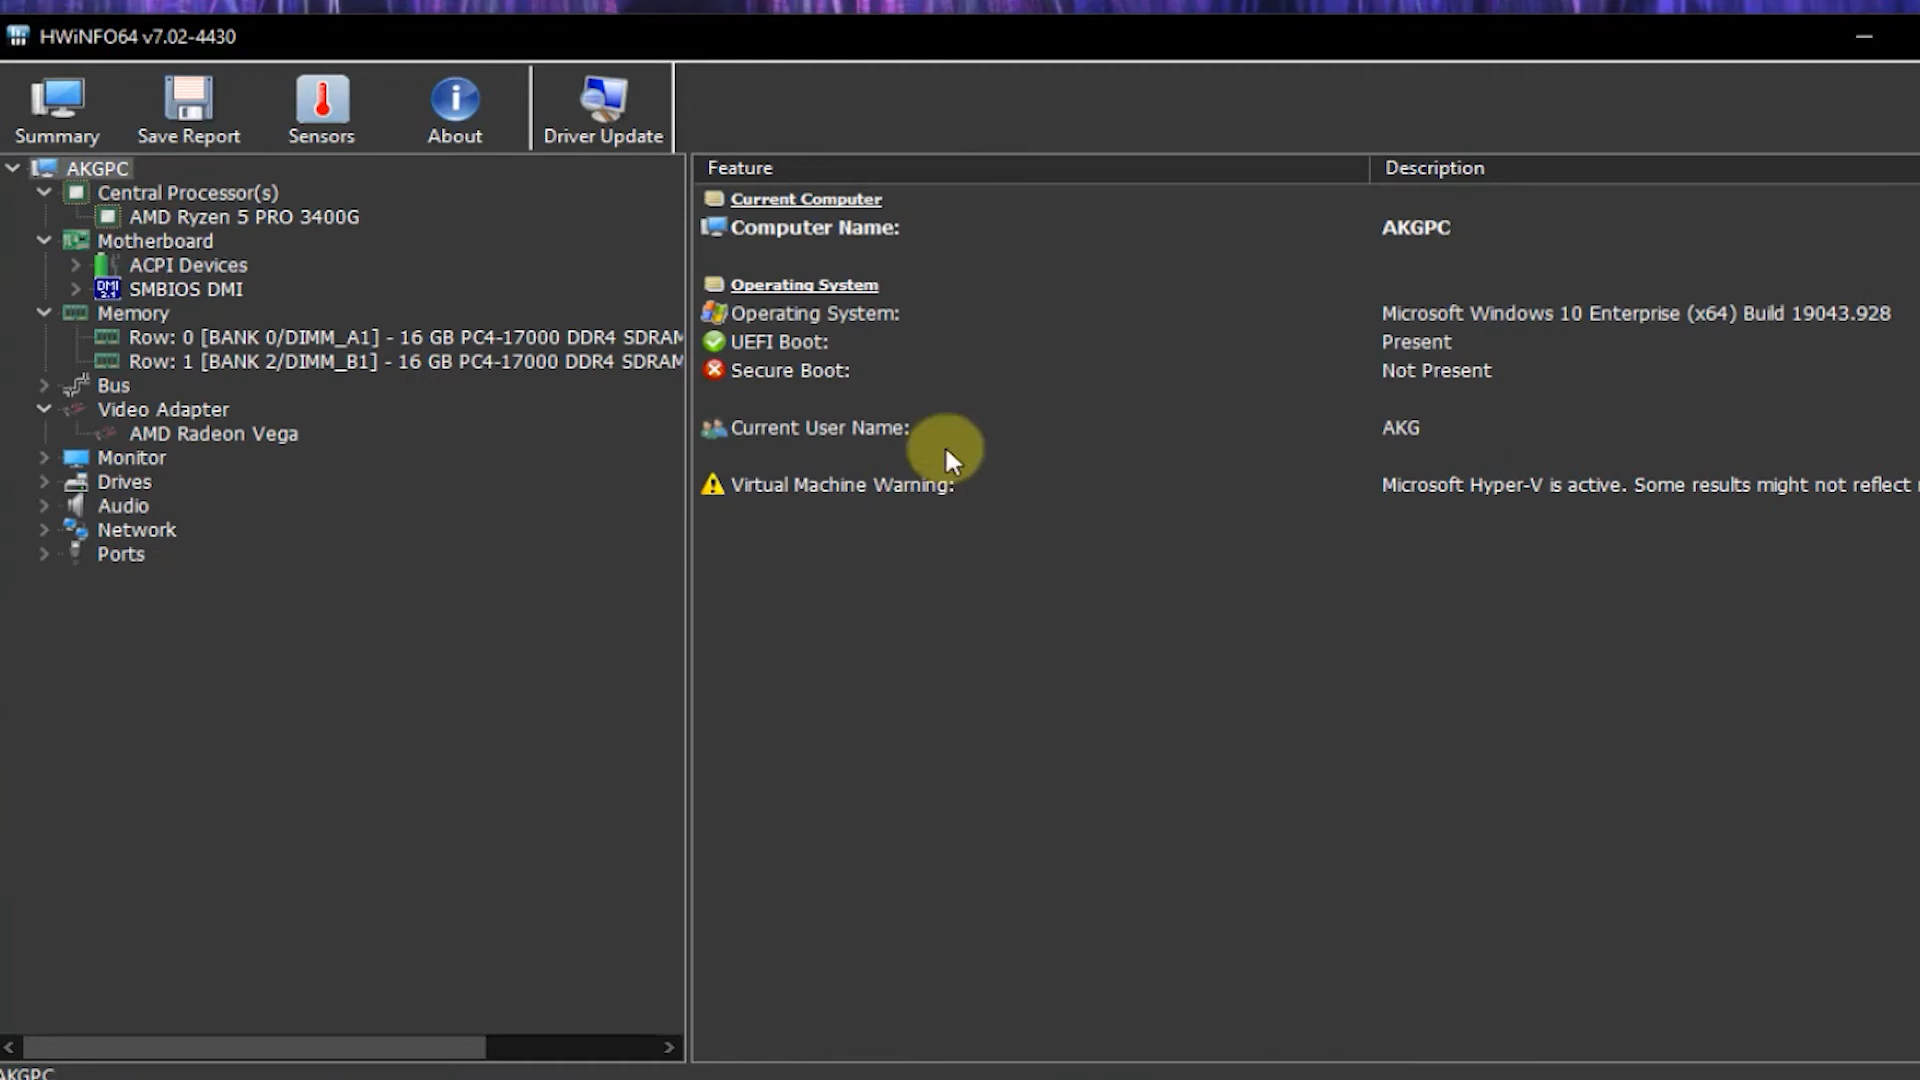 HWiNFO64 v7.02-4430
Summary
Save Report
Sensors
About
Driver Update
AKGPC
Central Processor(s)
AMD Ryzen 5 PRO 3400G
Motherboard
ACPI Devices
DMI
2.1
SMBIOS DMI
Memory
Row: 0 [BANK 0/DIMM_A1] - 16 GB PC4-17000 DDR4 SDRAM
Row: 1 [BANK 2/DIMM_B1] - 16 GB PC4-17000 DDR4 SDRAM
Bus
Video Adapter
AMD Radeon Vega
Monitor
Drives
Audio
Network
Ports
Feature Description
Current Computer
Computer Name: AKGPC
Operating System
Operating System: Microsoft Windows 10 Enterprise (x64) Build 19043.928
UEFI Boot: Present
Secure Boot: Not Present
Current User Name: AKG
Virtual Machine Warning: Microsoft Hyper-V is active. Some results might not reflect
AKGPC